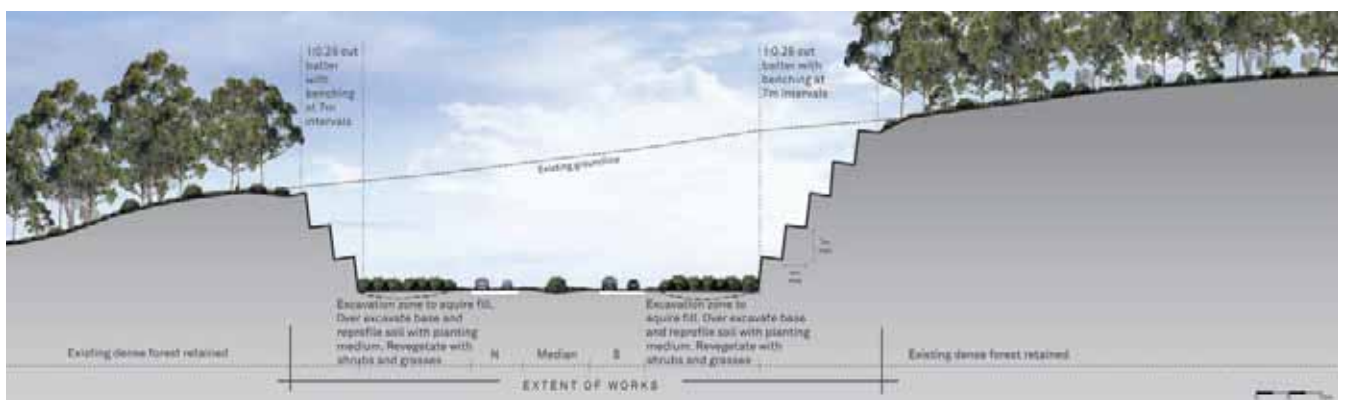 1:0.25 cut
batter
with
benching
at 7m
intervals
1:0.25 cut
batter with
benching at
7m intervals
Existing groundline
Excavation zone to aquire fill.
Over excavate base and
reprofile soil with planting
medium. Revegetate with
shrubs and grasses
Excavation zone to
aquire fill. Over excavate base
and reprofile soil with planting
medium. Revegetate with
shrubs and grasses
Existing dense forest retained
N
Median
S
Existing dense forest retained
EXTENT OF WORKS